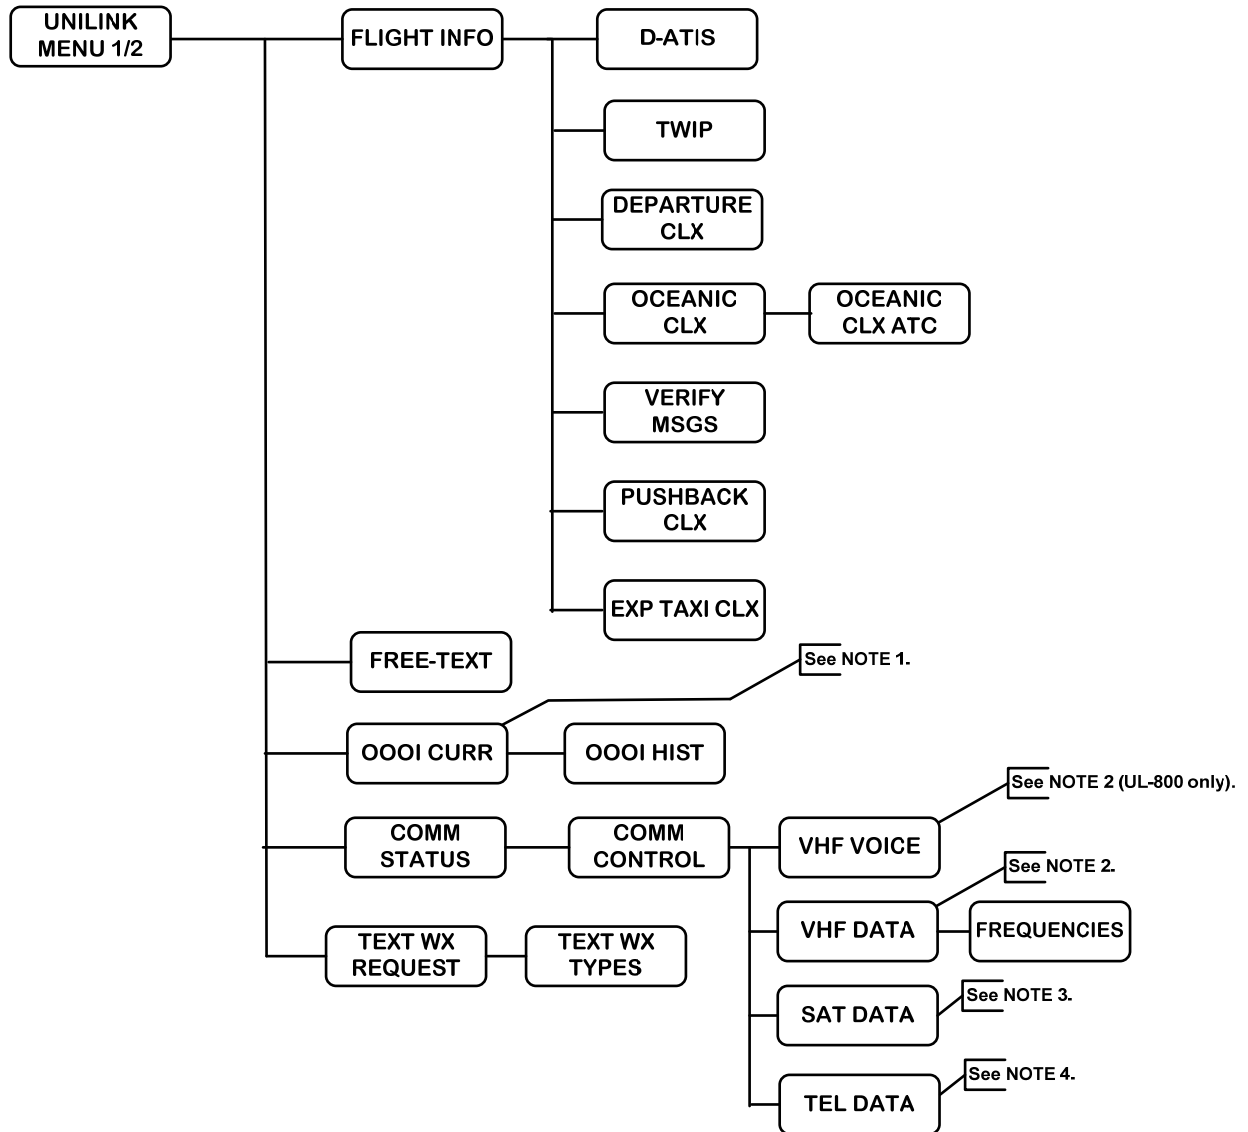 UNILINK
MENU 1/2
FLIGHT INFO
D-ATIS
TWIP
DEPARTURE
CLX
OCEANIC
CLX
OCEANIC
CLX ATC
VERIFY
MSGS
PUSHBACK
CLX
EXP TAXI CLX
FREE-TEXT
See NOTE 1.
OOOI CURR
OOOI HIST
See NOTE 2 (UL-800 only).
COMM
STATUS
COMM
CONTROL
VHF VOICE
See NOTE 2.
VHF DATA
FREQUENCIES
TEXT WX
REQUEST
TEXT WX
TYPES
See NOTE 3.
SAT DATA
See NOTE 4.
TEL DATA